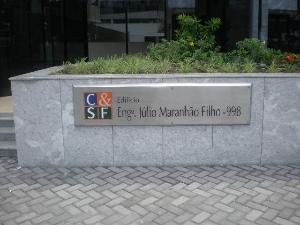 C&
SF
Edifício
Engº. Júlio Maranhão Filho - 998